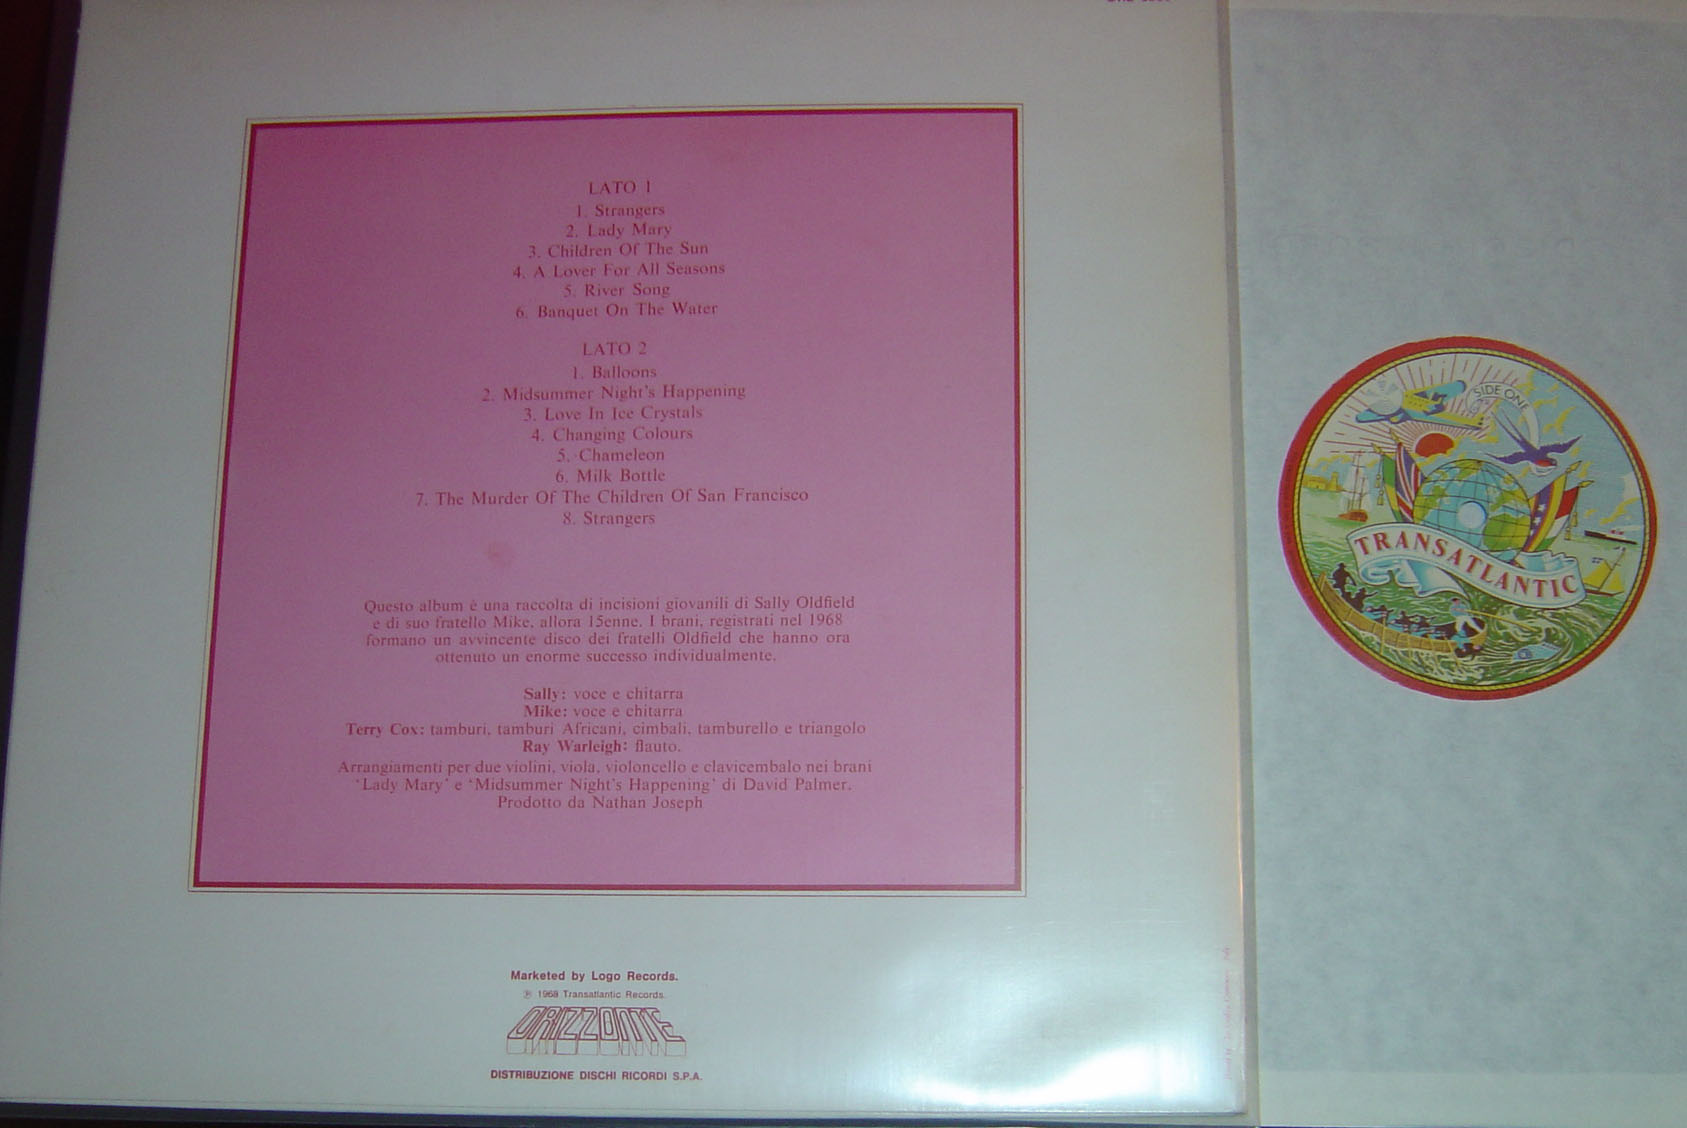 LATO 1
1. Strangers
2. Lady Mary
3. Children Of The Sun
4. A Lover For All Seasons
5. River Song
6. Banquet On The Water
LATO 2
1. Balloons
2. Midsummer Night's Happening
3. Love In Ice Crystals
4. Changing Colours
5. Chameleon
6. Milk Bottle
7. The Murder Of The Children Of San Francisco
8. Strangers
Questo album è una raccolta di incisioni giovanili di Sally Oldfield
e di suo fratello Mike, allora 15enne. I brani, registrati nel 1968
formano un avvincente disco dei fratelli Oldfield che hanno ora
ottenuto un enorme successo individualmente.
Sally: voce e chitarra
Mike: voce e chitarra
Terry Cox: tamburi, tamburi Africani, cimbali, tamburello e triangolo
Ray Warleigh: flauto.
Arrangiamenti per due violini, viola, violoncello e clavicembalo nei brani
'Lady Mary' e 'Midsummer Night's Happening' di David Palmer.
Prodotto da Nathan Joseph
Marketed by Logo Records.
℗ 1968 Transatlantic Records.
ORIZZONTE
DISTRIBUZIONE DISCHI RICORDI S.P.A.
SIDE ONE
TRANSATLANTIC